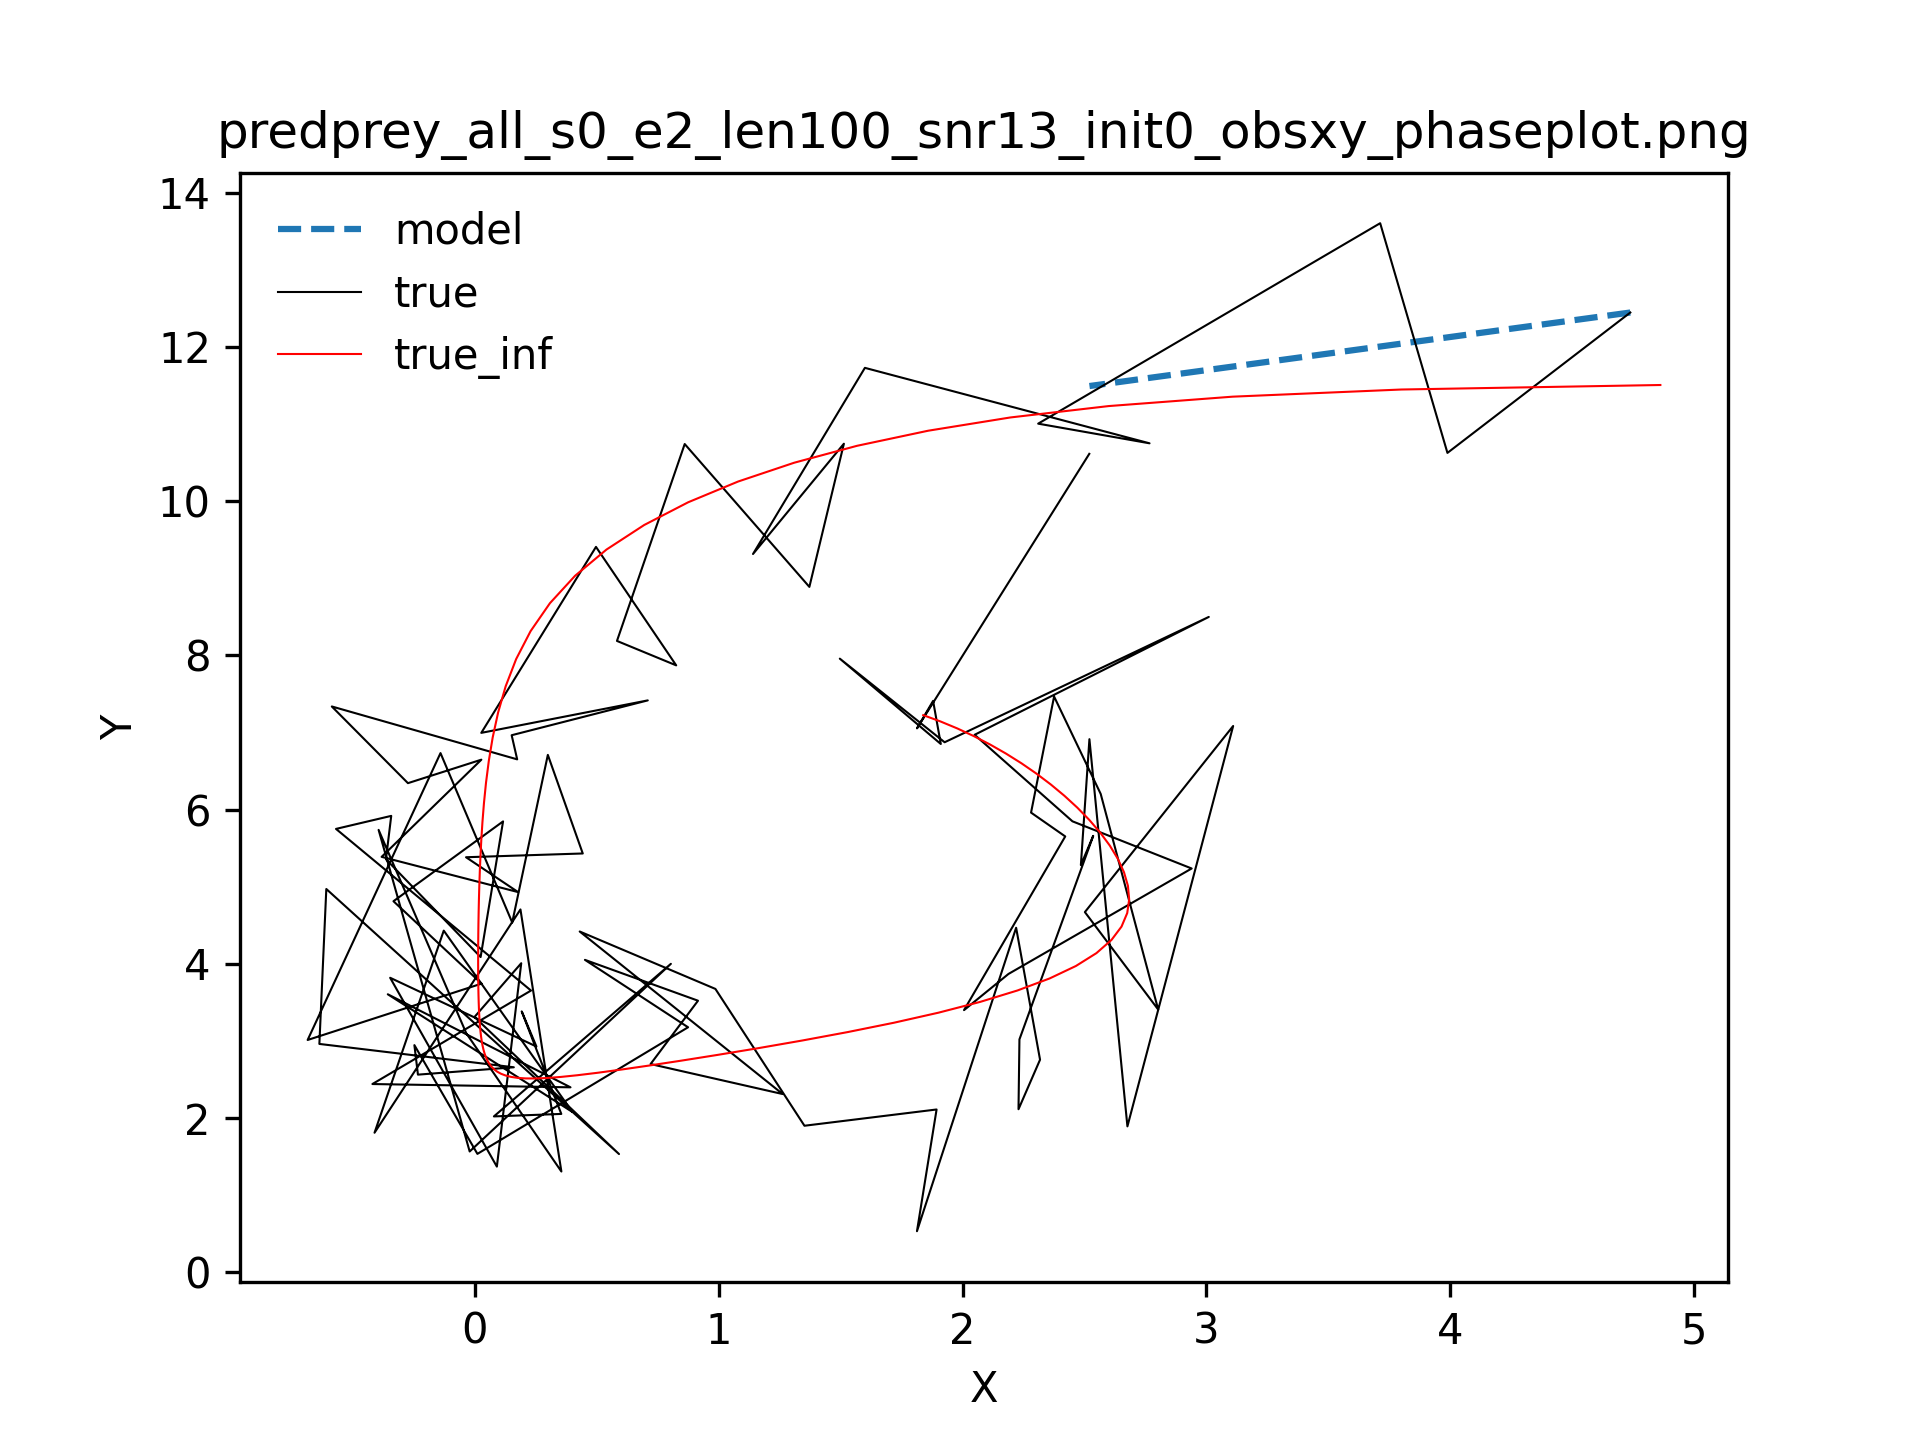 predprey_all_s0_e2_len100_snr13_init0_obsxy_phaseplot.png
model
true
true_inf
14
12
10
8
6
4
2
0
Y
0 1 2 3 4 5
X